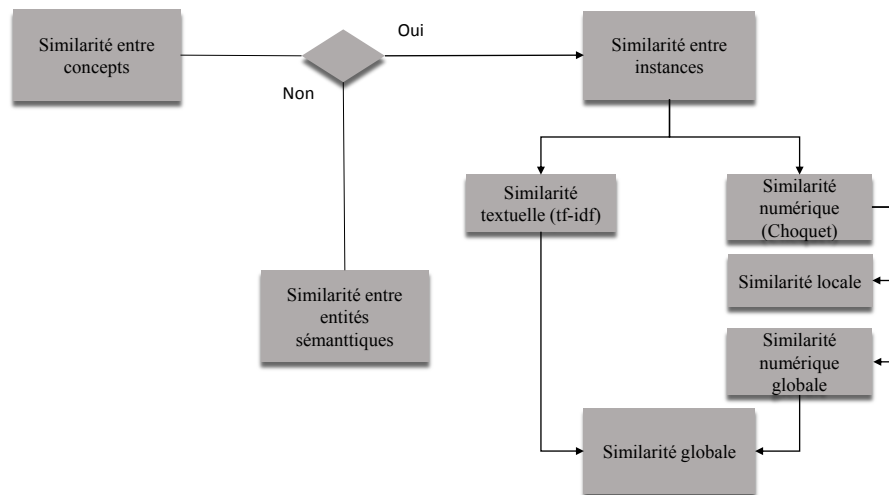 Similarité entre
concepts
Oui
Non
Similarité entre
instances
Similarité
textuelle (tf-idf)
Similarité
numérique
(Choquet)
Similarité locale
Similarité entre
entités
sémanttiques
Similarité
numérique
globale
Similarité globale